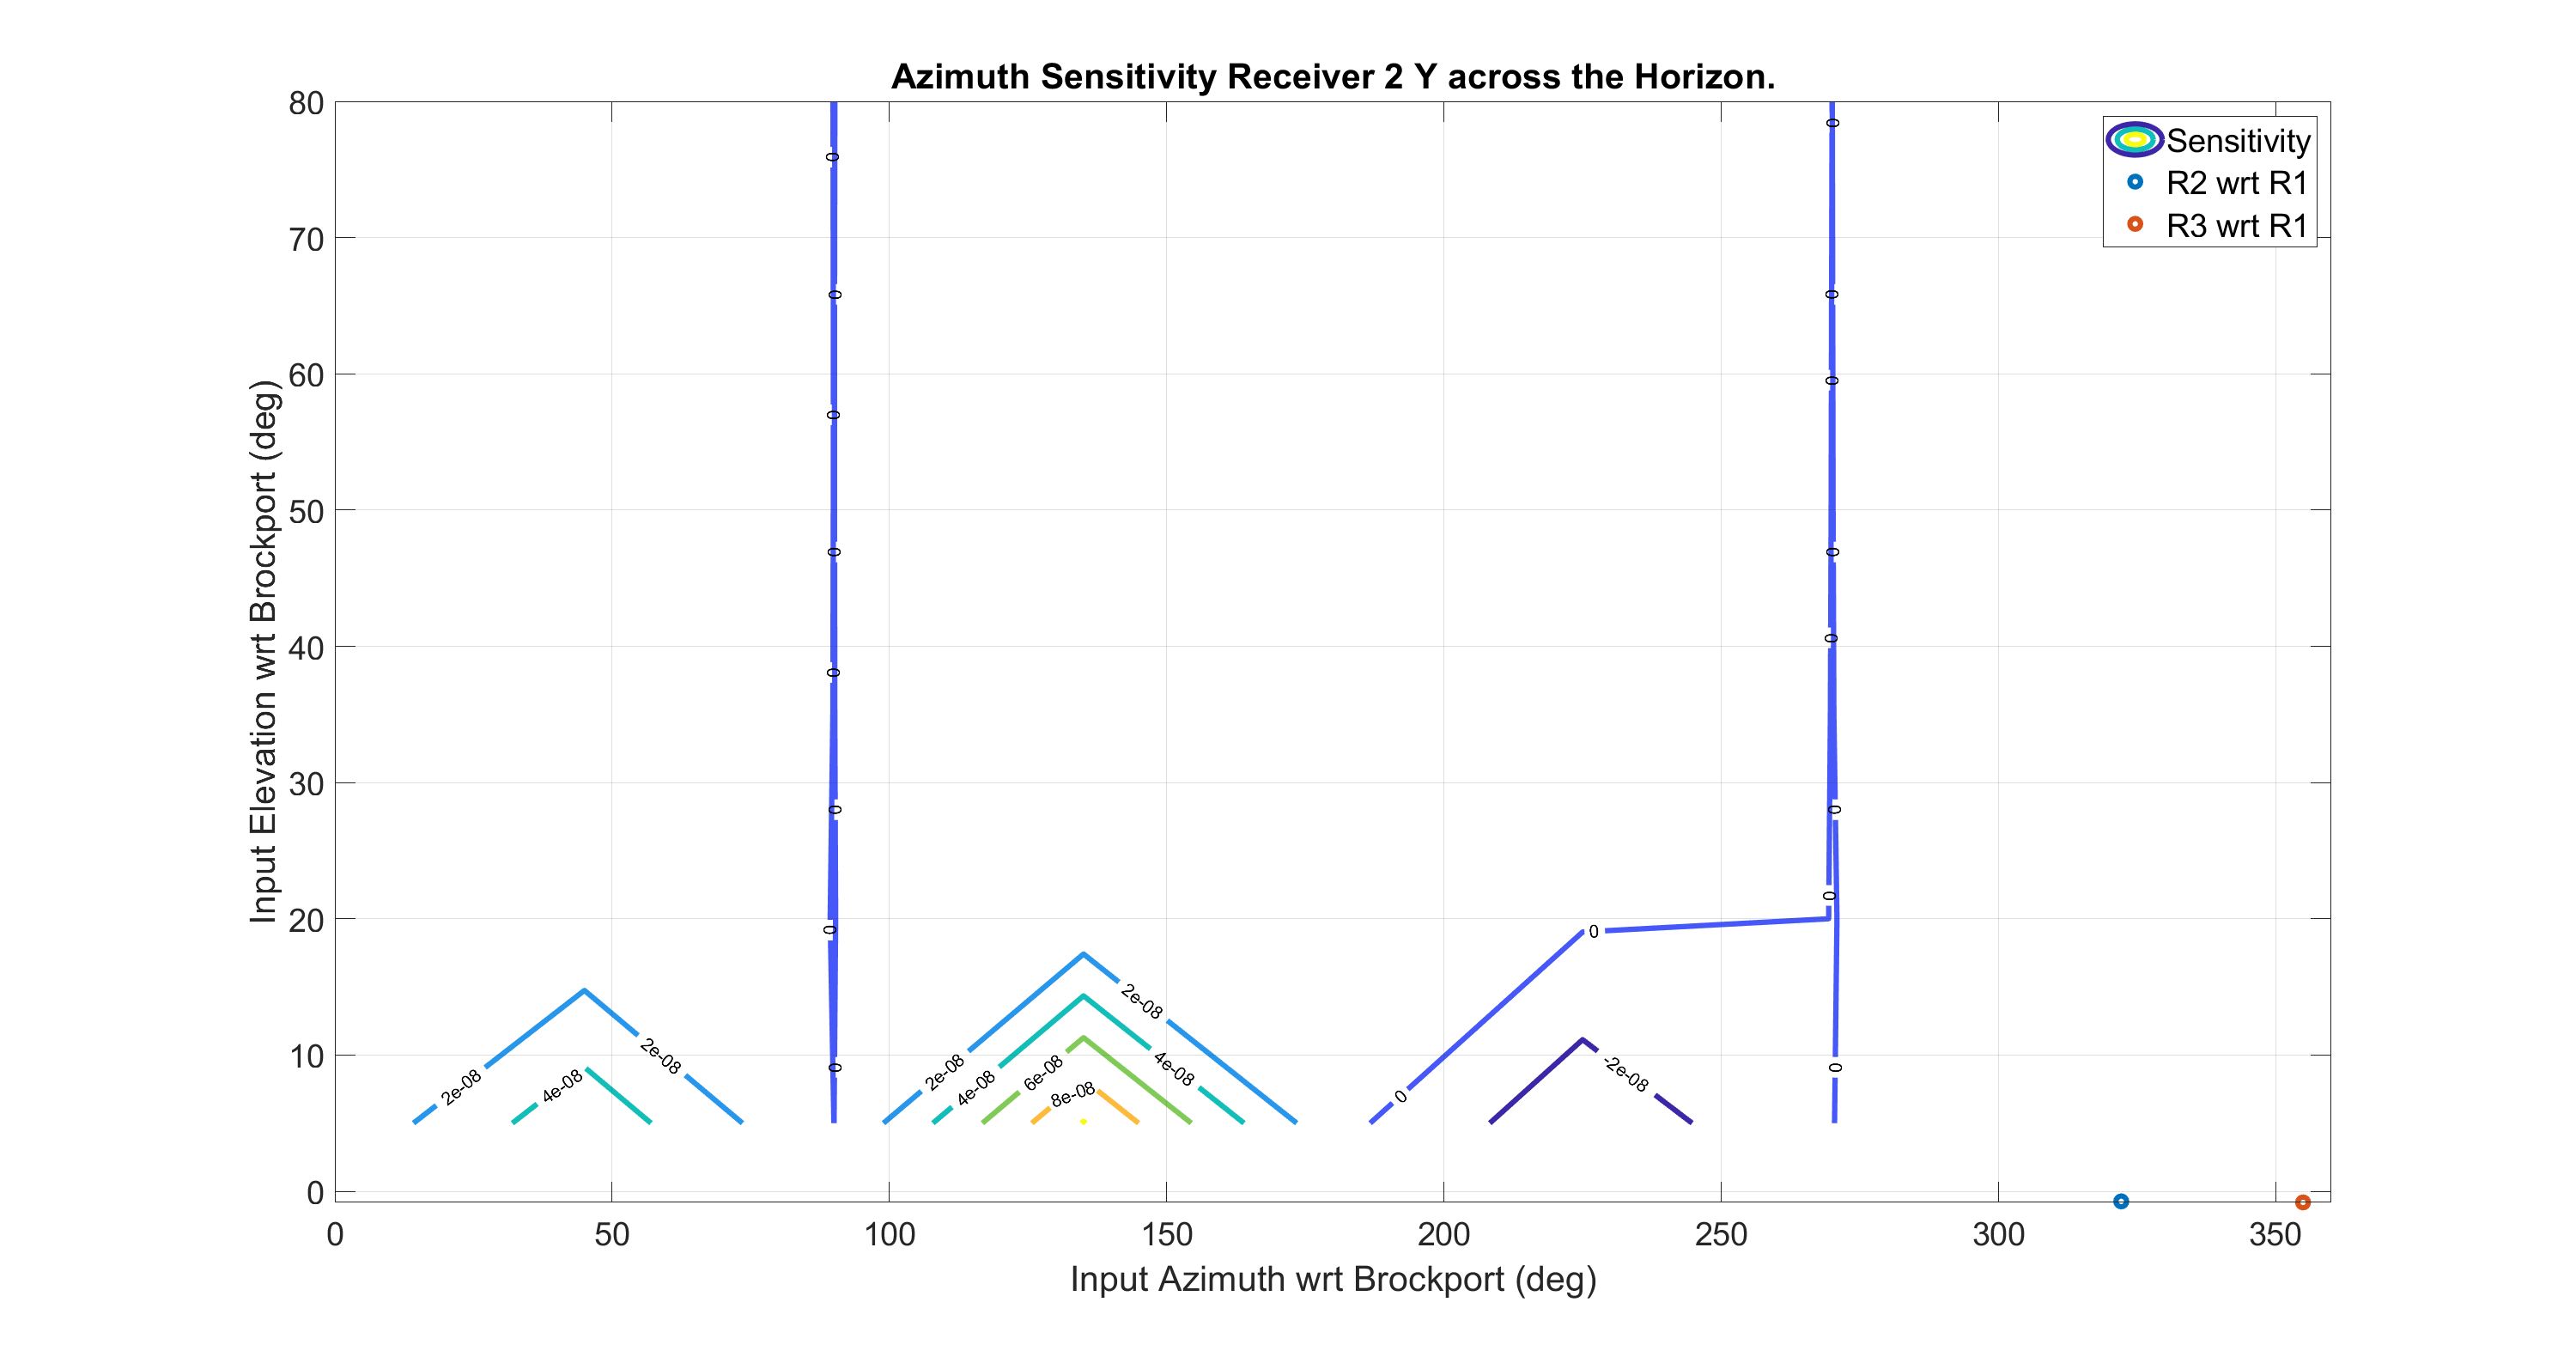 Azimuth Sensitivity Receiver 2 Y across the Horizon.
Sensitivity
R2 wrt R1
R3 wrt R1
Input Elevation wrt Brockport (deg)
80
70
60
50
40
30
20
10
0
0 0
0 0
0
0
0 0
0
0
0 0
0
0 0
2e-08 2e-08
4e-08
0
2e-08 2e-08
4e-08 4e-08
6e-08
8e-08
0 -2e-08
0
0 50 100 150 200 250 300 350
Input Azimuth wrt Brockport (deg)